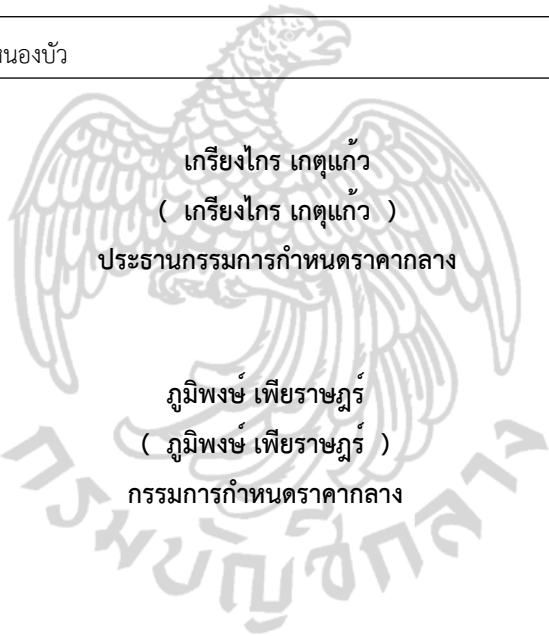 หนองบัว
เกรียงไกร เกตุแก้ว
( เกรียงไกร เกตุแก้ว )
ประธานกรรมการกำหนดราคากลาง
ภูมิพงษ์ เพียราษฎร์
( ภูมิพงษ์ เพียราษฎร์ )
กรรมการกำหนดราคากลาง
กรมบัญชีกลาง